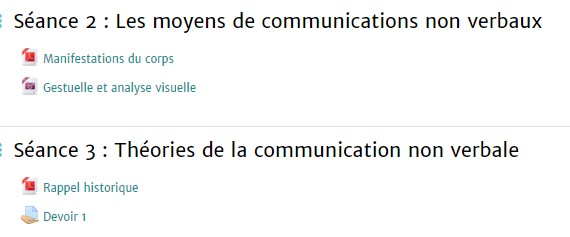 Séance 2 : Les moyens de communications non verbaux
Manifestations du corps
Gestuelle et analyse visuelle
Séance 3 : Théories de la communication non verbale
Rappel historique
Devoir 1